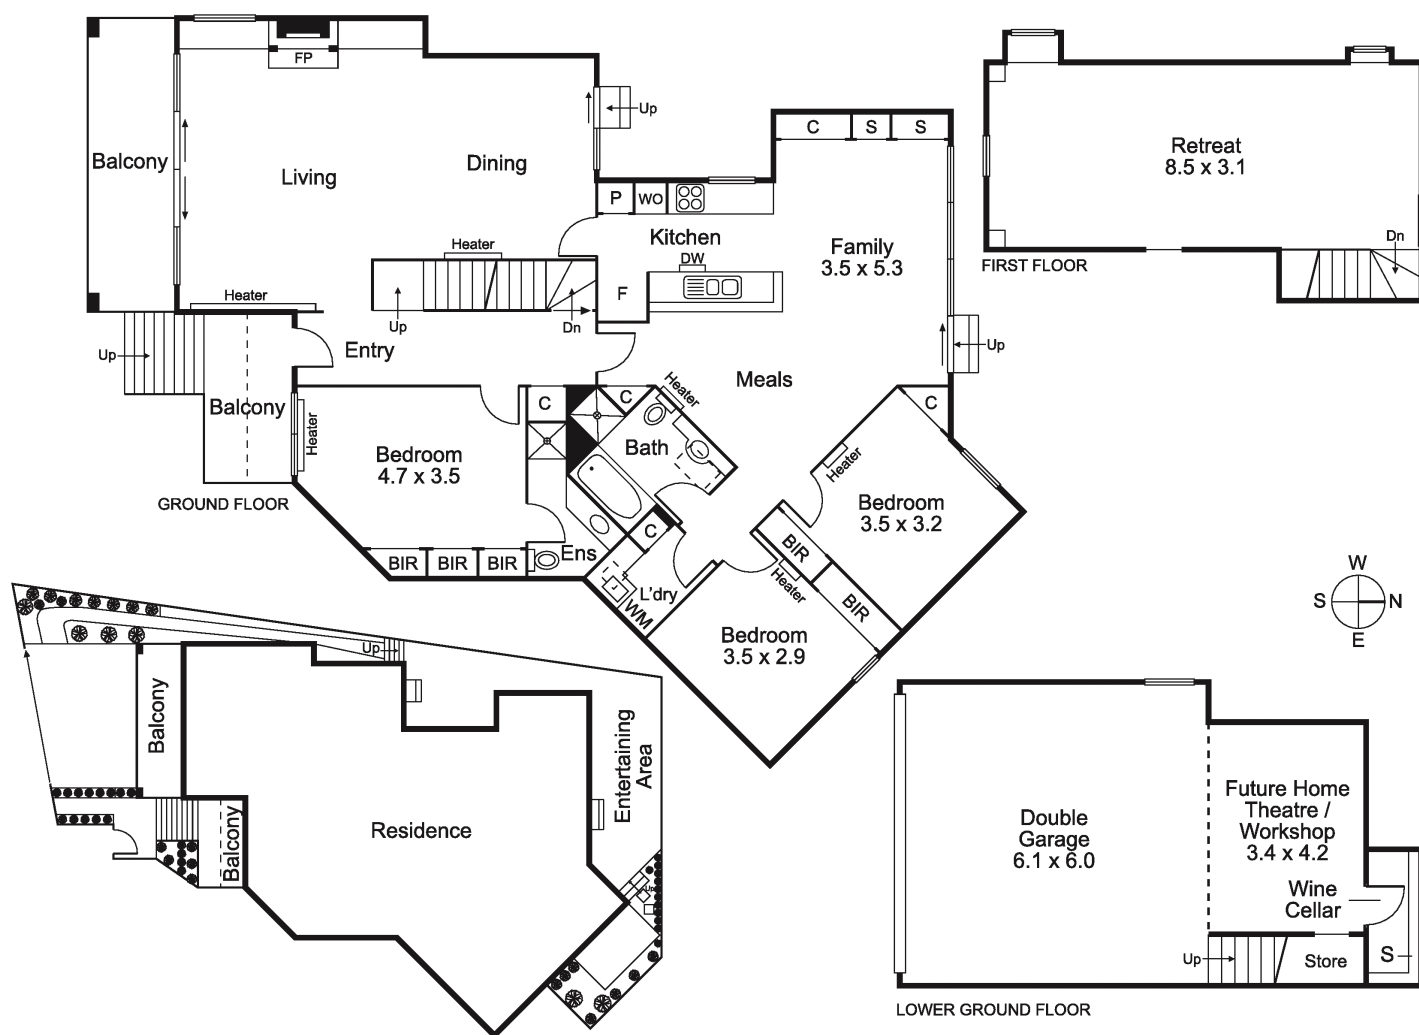 FP
Balcony
Living
Dining
Up
Heater
Heater
Up
Dn
Up
Entry
Balcony
Heater
GROUND FLOOR
Bedroom
4.7 x 3.5
BIR
BIR
BIR
C
Ens
C
Bath
Heater
C
L'dry
WM
P
WO
Kitchen
DW
F
C
S
S
Family
3.5 x 5.3
Up
Meals
C
Heater
Bedroom
3.5 x 3.2
BIR
Heater
BIR
Bedroom
3.5 x 2.9
Retreat
8.5 x 3.1
Dn
FIRST FLOOR
W
S
N
E
Up
Balcony
Balcony
Residence
Entertaining
Area
Up
Double
Garage
6.1 x 6.0
Future Home
Theatre /
Workshop
3.4 x 4.2
Wine
Cellar
Up
Store
S
LOWER GROUND FLOOR